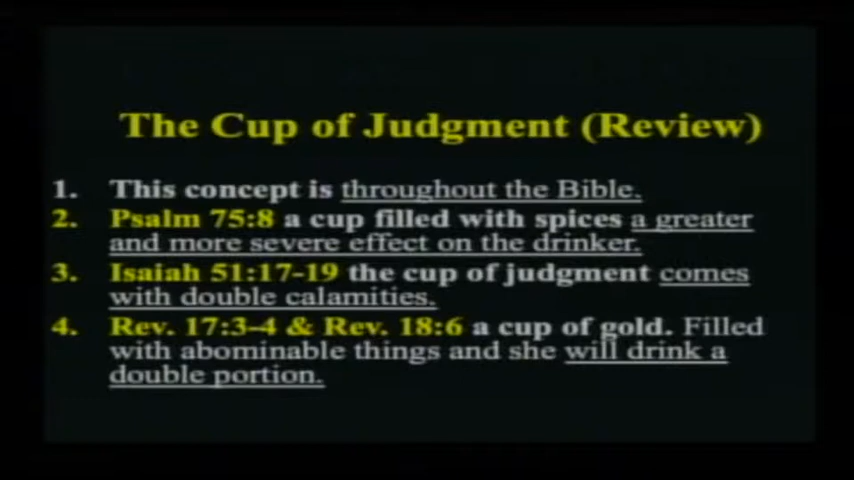 The Cup of Judgment (Review)
1. This concept is throughout the Bible.
2. Psalm 75:8 a cup filled with spices a greater
and more severe effect on the drinker.
3. Isaiah 51:17-19 the cup of judgment comes
with double calamities.
4. Rev. 17:3-4 & Rev. 18:6 a cup of gold. Filled
with abominable things and she will drink a
double portion.